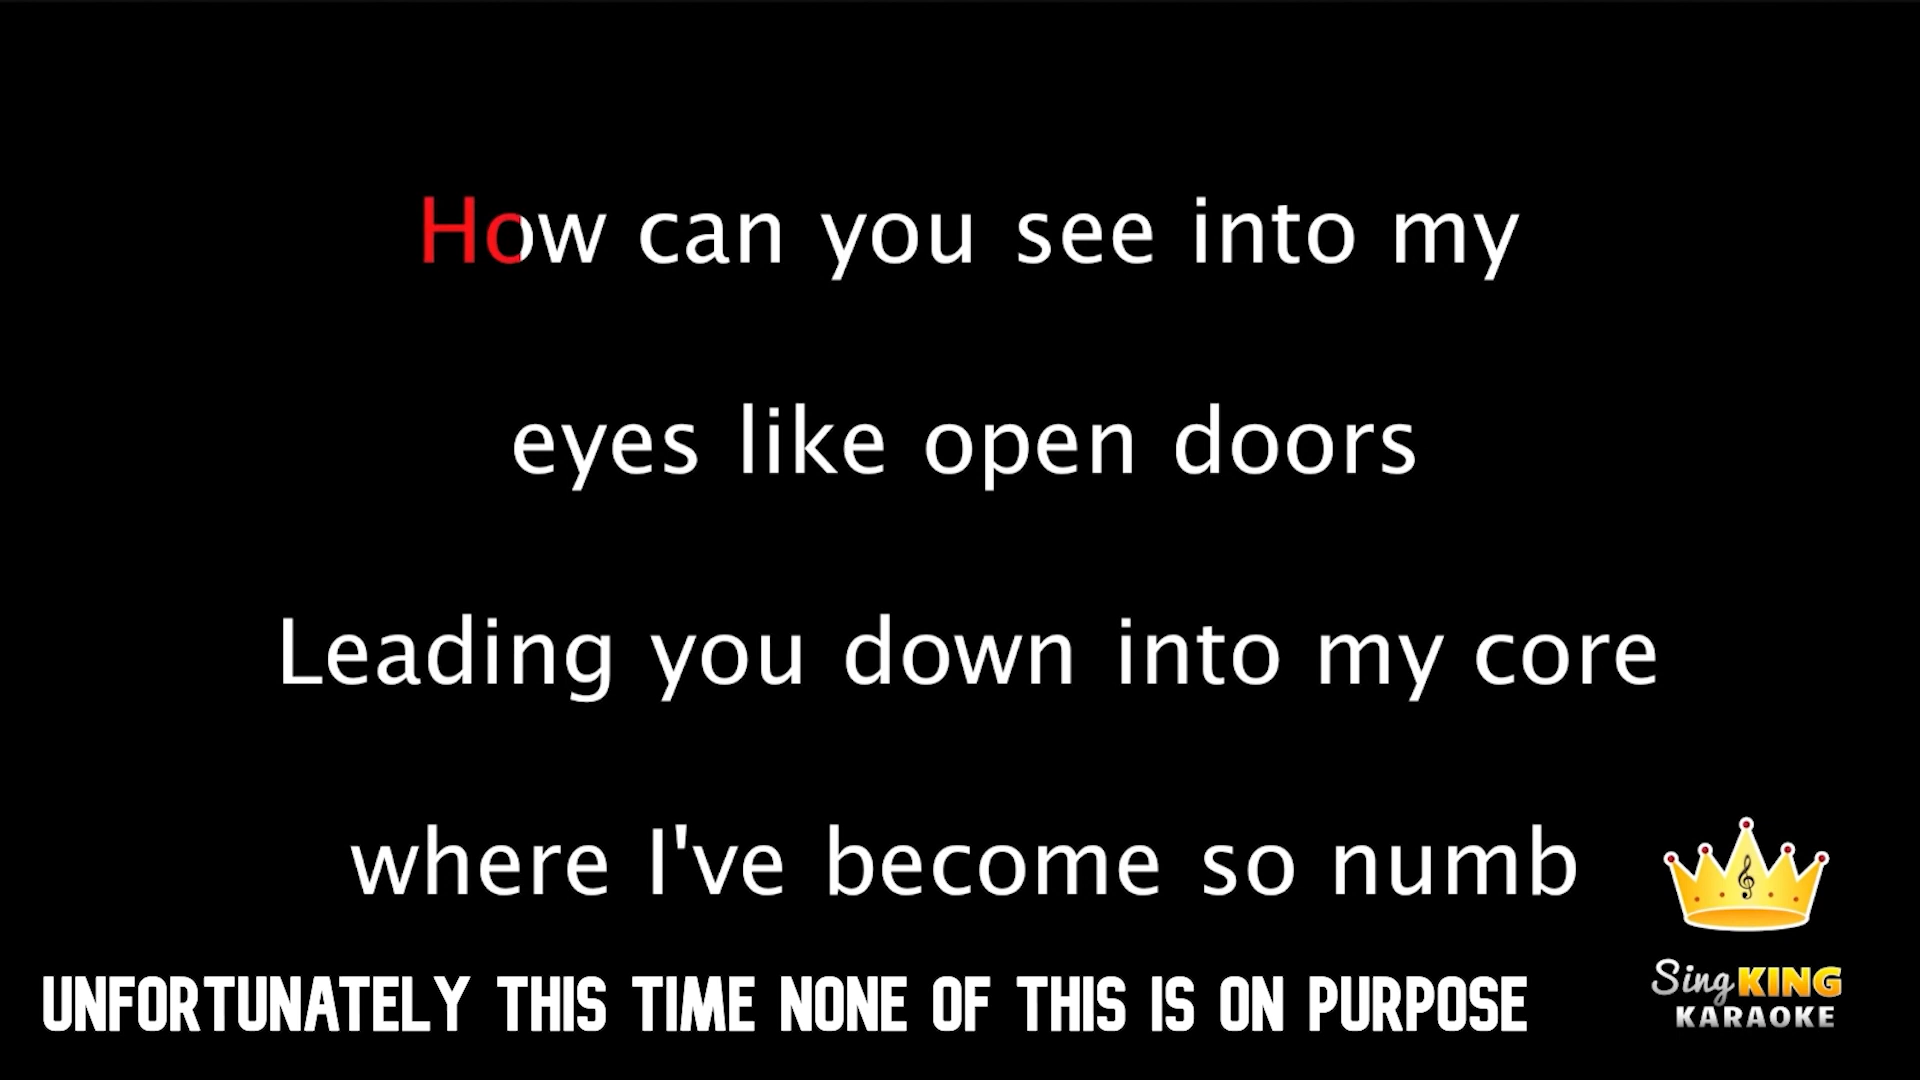 How can you see into my
eyes like open doors
Leading you down into my core
where I've become so numb
UNFORTUNATELY THIS TIME NONE OF THIS IS ON PURPOSE
Sing KING
KARAOKE